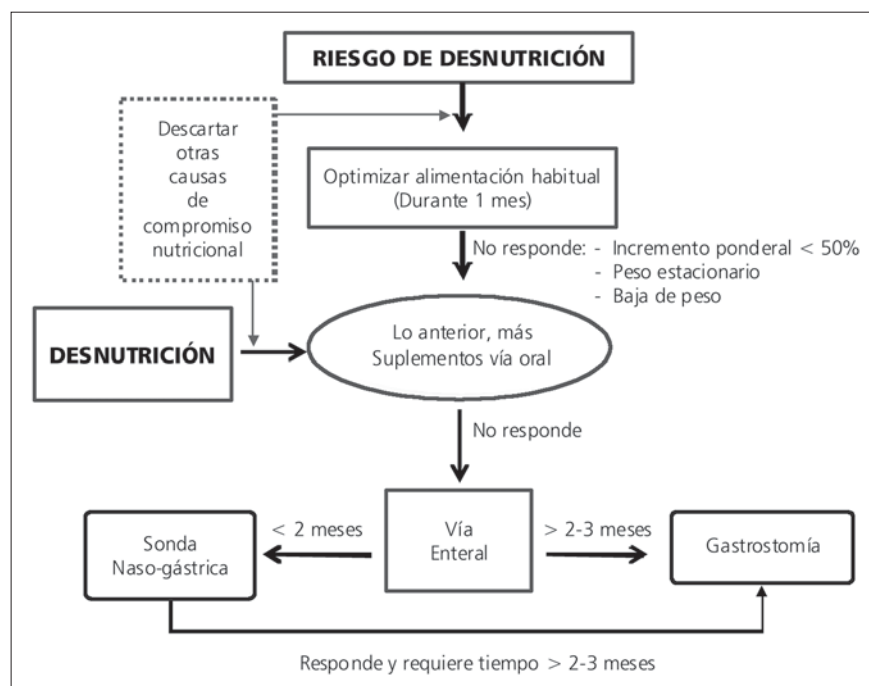 RIESGO DE DESNUTRICIÓN
Descartar
otras
causas
de
compromiso
nutricional
Optimizar alimentación habitual
(Durante 1 mes)
No responde: - Incremento ponderal < 50%
- Peso estacionario
- Baja de peso
DESNUTRICIÓN
Lo anterior, más
Suplementos vía oral
No responde
Sonda
Naso-gástrica
< 2 meses
Vía
Enteral
> 2-3 meses
Gastrostomía
Responde y requiere tiempo > 2-3 meses